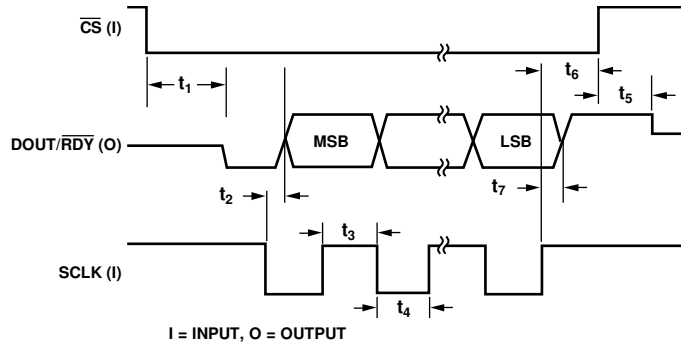 CS (I)
t1
t6
t5
DOUT/RDY (O)
MSB
LSB
t2
t7
t3
SCLK (I)
t4
I = INPUT, O = OUTPUT